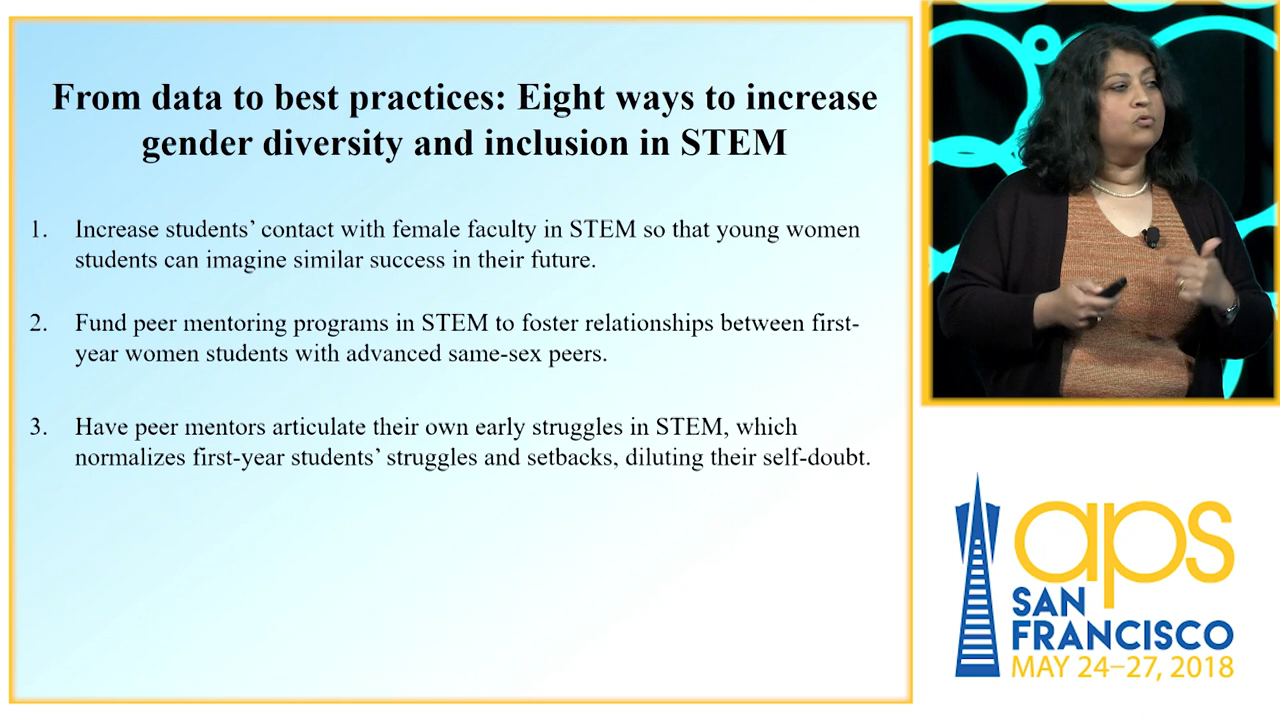 From data to best practices: Eight ways to increase
gender diversity and inclusion in STEM
1. Increase students’ contact with female faculty in STEM so that young women
students can imagine similar success in their future.
2. Fund peer mentoring programs in STEM to foster relationships between first-
year women students with advanced same-sex peers.
3. Have peer mentors articulate their own early struggles in STEM, which
normalizes first-year students’ struggles and setbacks, diluting their self-doubt.
aps
SAN
FRANCISCO
MAY 24–27, 2018